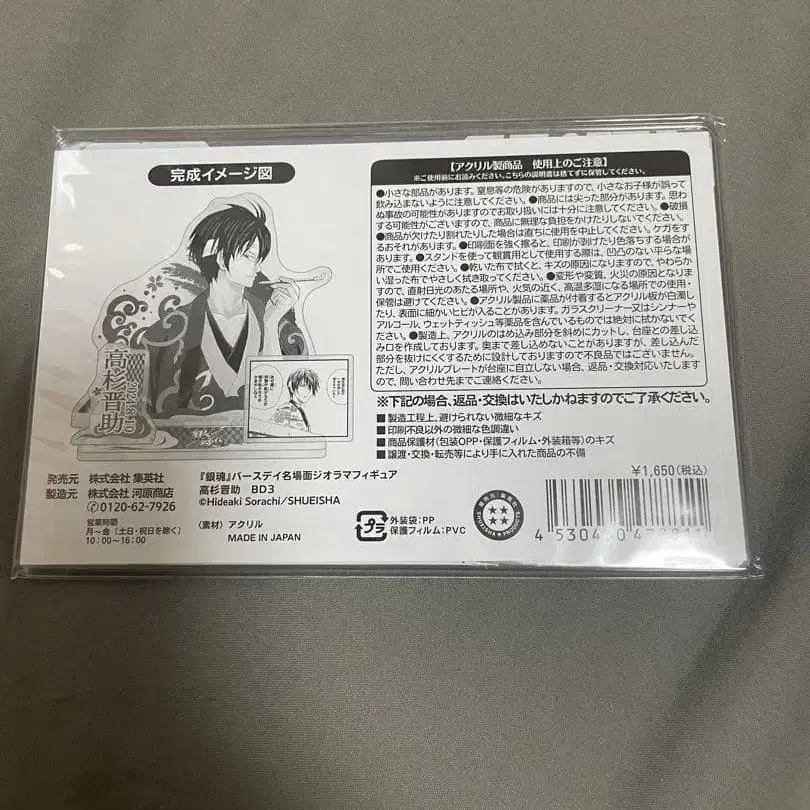 完成イメージ図
高杉晋助
【アクリル製商品 使用上のご注意】
※ご使用前にお読みください。こちらの説明書は捨てずに保管してください。
●小さな部品があります。窒息等の危険がありますので、小さなお子様が誤って
飲み込まないように注意してください。●商品には尖った部分があります。思わ
ぬ事故の可能性がありますのでお取り扱いには十分に注意してください。●破損
する可能性がございますので、商品に無理な負担をかけたりしないでください。
●商品が欠けたり割れたりした場合は直ちに使用を中止してください。ケガをす
るおそれがあります。●印刷面を強く擦ると、印刷が剥げたり色落ちする場合が
あります。●スタンドを使って観賞用として使用する際は、凹凸のない平らな場
所でご使用ください。●乾いた布で拭くと、キズの原因になりますので、やわらか
い湿った布でやさしく拭き取ってください。●変形や変質、火災の原因となりま
すので、直射日光のあたる場所や、火気の近く、高温多湿になる場所での使用・
保管は避けてください。●アクリル製品に薬品が付着するとアクリル板が白濁し
たり、表面に細かいヒビが入ることがあります。ガラスクリーナー又はシンナーや
アルコール、ウェットティッシュ等薬品を含んでいるものでは絶対に拭かないでく
ださい。●製造上、アクリルのはめ込み部分を斜めにカットし、台座との差し込
み口を作成しております。奥まで差し込めないことがありますが、差し込んだ
部分を抜けにくくするために設計しておりますので不良品ではございません。
ただし、アクリルプレートが台座に自立しない場合、返品・交換対応いたしますの
で、問い合わせ先までご連絡ください。
※下記の場合、返品・交換はいたしかねますのでご了承ください。
■製造工程上、避けられない微細なキズ
■印刷不良以外の微細な色調違い
■商品保護材(包装OPP・保護フィルム・外装箱等)のキズ
■譲渡・交換・転売等により手に入れた商品の不備
¥1,650(税込)
発売元 株式会社 集英社
製造元 株式会社 河原商店
✆0120-62-7926
営業時間
月〜金(土日・祝日を除く)
10:00〜16:00
『銀魂』バースデイ名場面ジオラマフィギュア
高杉晋助 BD3
©Hideaki Sorachi/SHUEISHA
〈素材〉アクリル
MADE IN JAPAN
プラ
外装袋:PP
保護フィルム:PVC